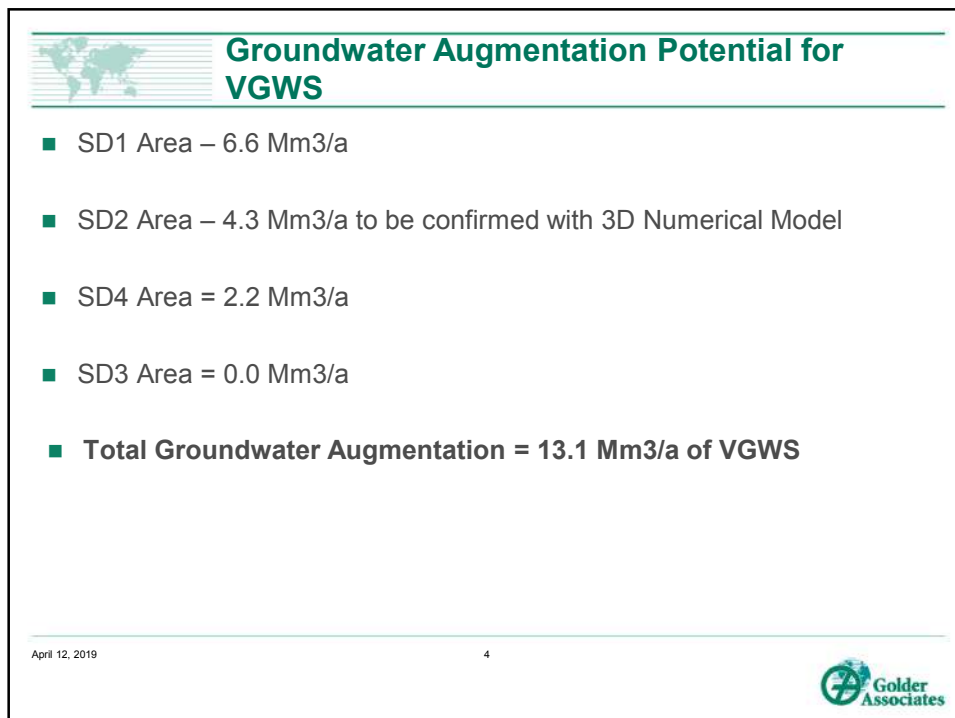 Groundwater Augmentation Potential for
VGWS
■ SD1 Area – 6.6 Mm3/a
■ SD2 Area – 4.3 Mm3/a to be confirmed with 3D Numerical Model
■ SD4 Area = 2.2 Mm3/a
■ SD3 Area = 0.0 Mm3/a
■ Total Groundwater Augmentation = 13.1 Mm3/a of VGWS
April 12, 2019
4
Golder
Associates